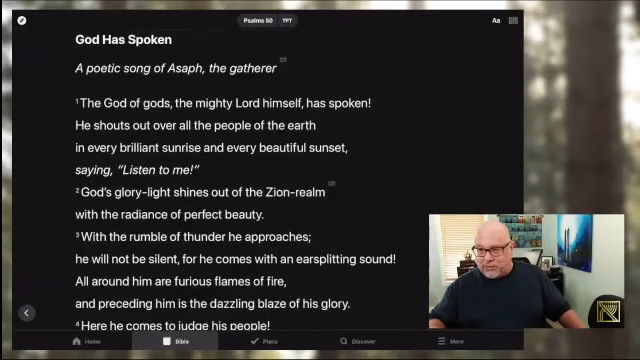 Psalms 50 TPT
Aa
God Has Spoken
A poetic song of Asaph, the gatherer
1 The God of gods, the mighty Lord himself, has spoken!
He shouts out over all the people of the earth
in every brilliant sunrise and every beautiful sunset,
saying, “Listen to me!”
2 God’s glory-light shines out of the Zion-realm
with the radiance of perfect beauty.
3 With the rumble of thunder he approaches;
he will not be silent, for he comes with an earsplitting sound!
All around him are furious flames of fire,
and preceding him is the dazzling blaze of his glory.
4 Here he comes to judge his people!
Home Bible Plans Discover More